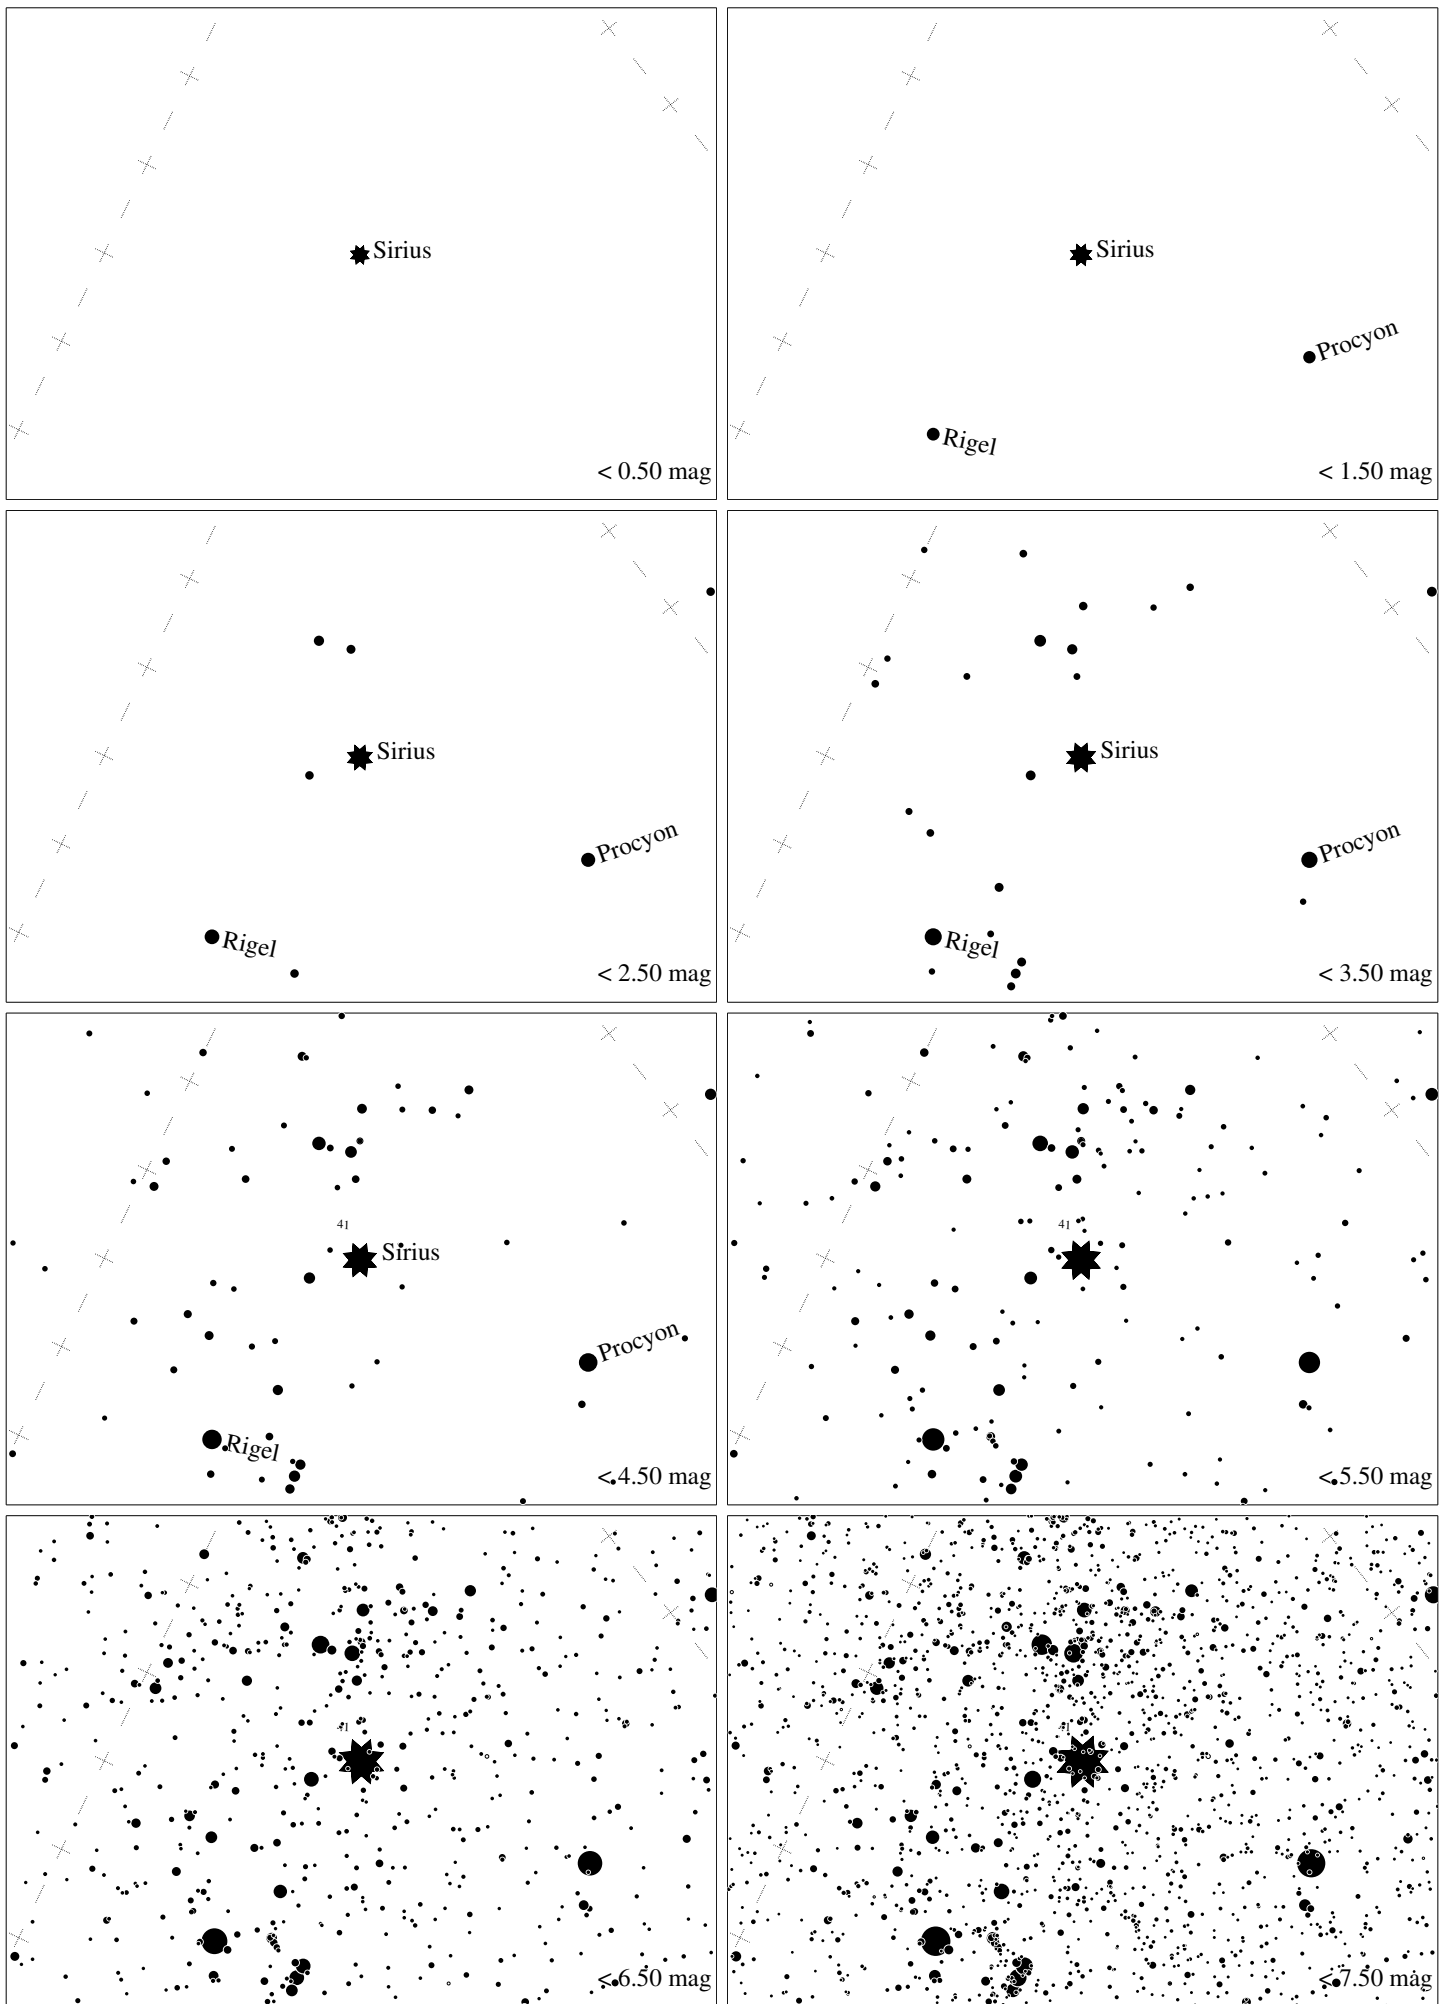 Sirius
< 0.50 mag
Sirius
Procyon
Rigel
< 1.50 mag
Sirius
Procyon
Rigel
< 2.50 mag
Sirius
Procyon
Rigel
< 3.50 mag
41
Sirius
Procyon
Rigel
< 4.50 mag
41
< 5.50 mag
41
< 6.50 mag
41
< 7.50 mag